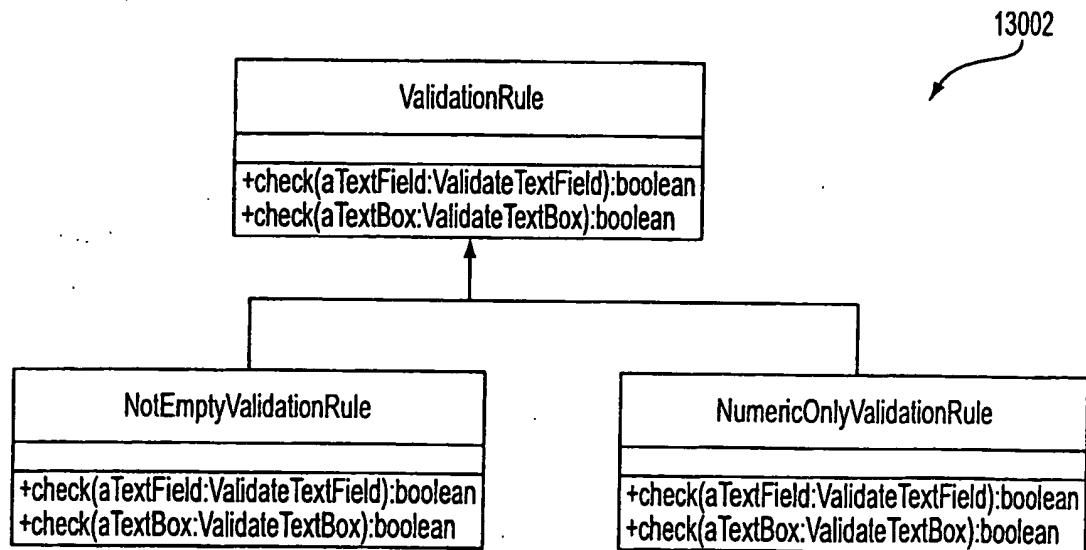 13002
ValidationRule
+check(aTextField:ValidateTextField):boolean
+check(aTextBox:ValidateTextBox):boolean
NotEmptyValidationRule
+check(aTextField:ValidateTextField):boolean
+check(aTextBox:ValidateTextBox):boolean
NumericOnlyValidationRule
+check(aTextField:ValidateTextField):boolean
+check(aTextBox:ValidateTextBox):boolean